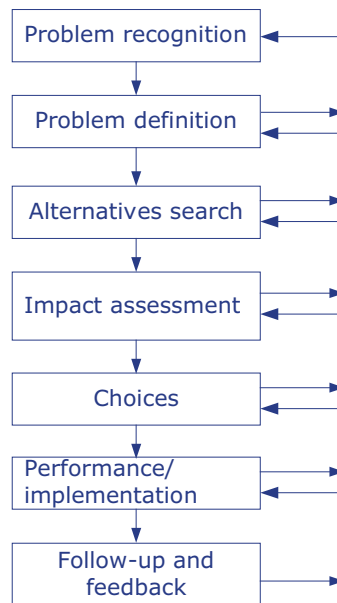 Problem recognition
Problem definition
Alternatives search
Impact assessment
Choices
Performance/
implementation
Follow-up and
feedback